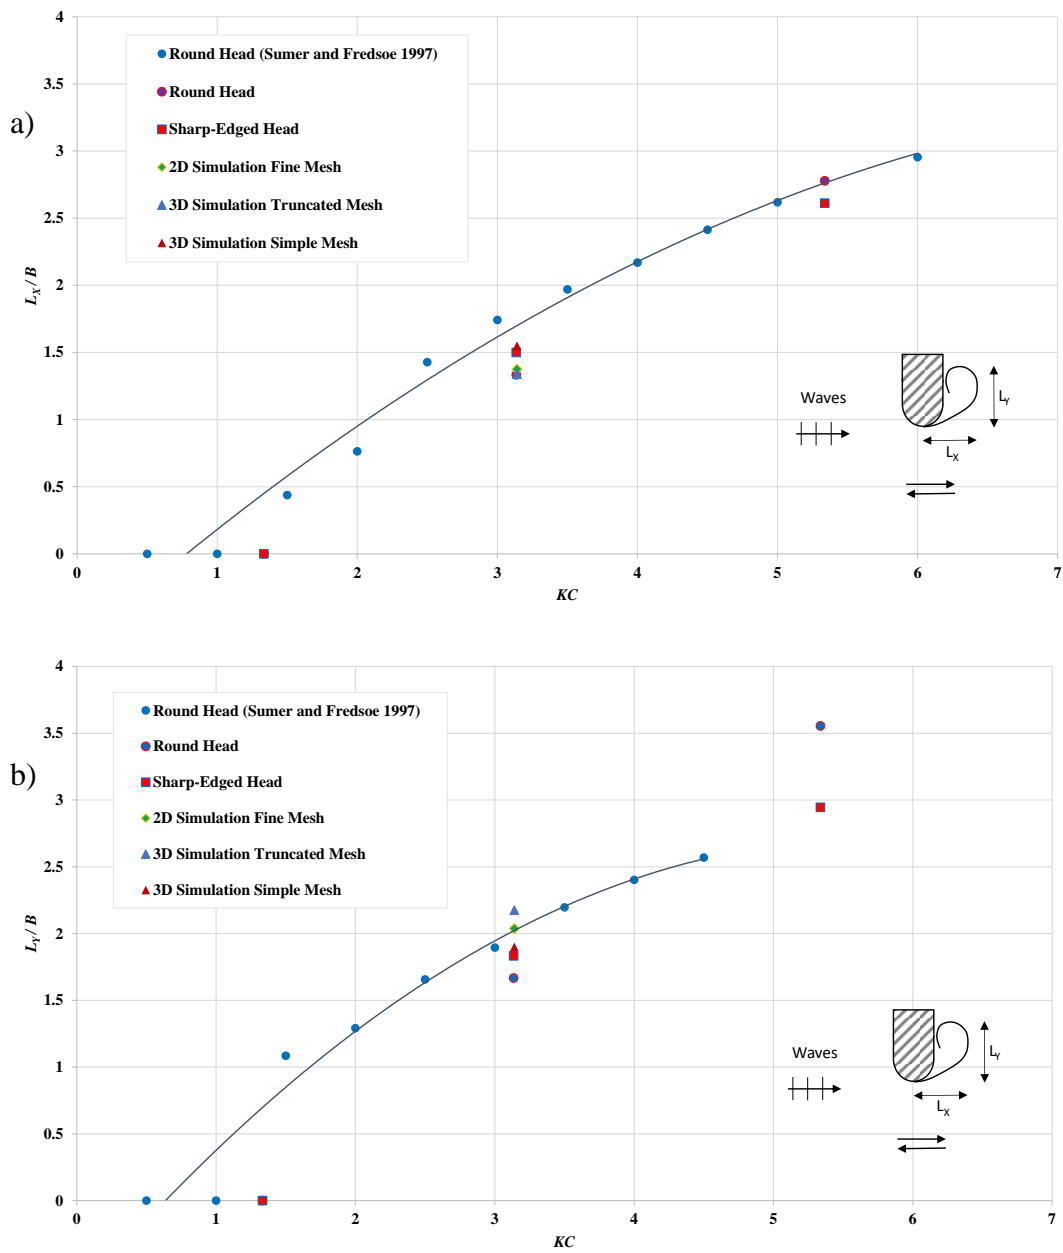 a)
4
3.5
3
2.5
2
1.5
1
0.5
0
L_X / B
Round Head (Sumer and Fredsoe 1997)
Round Head
Sharp-Edged Head
2D Simulation Fine Mesh
3D Simulation Truncated Mesh
3D Simulation Simple Mesh
Waves
L_Y
L_X
0 1 2 3 4 5 6 7
KC
b)
4
3.5
3
2.5
2
1.5
1
0.5
0
L_Y / B
Round Head (Sumer and Fredsoe 1997)
Round Head
Sharp-Edged Head
2D Simulation Fine Mesh
3D Simulation Truncated Mesh
3D Simulation Simple Mesh
Waves
L_Y
L_X
0 1 2 3 4 5 6 7
KC